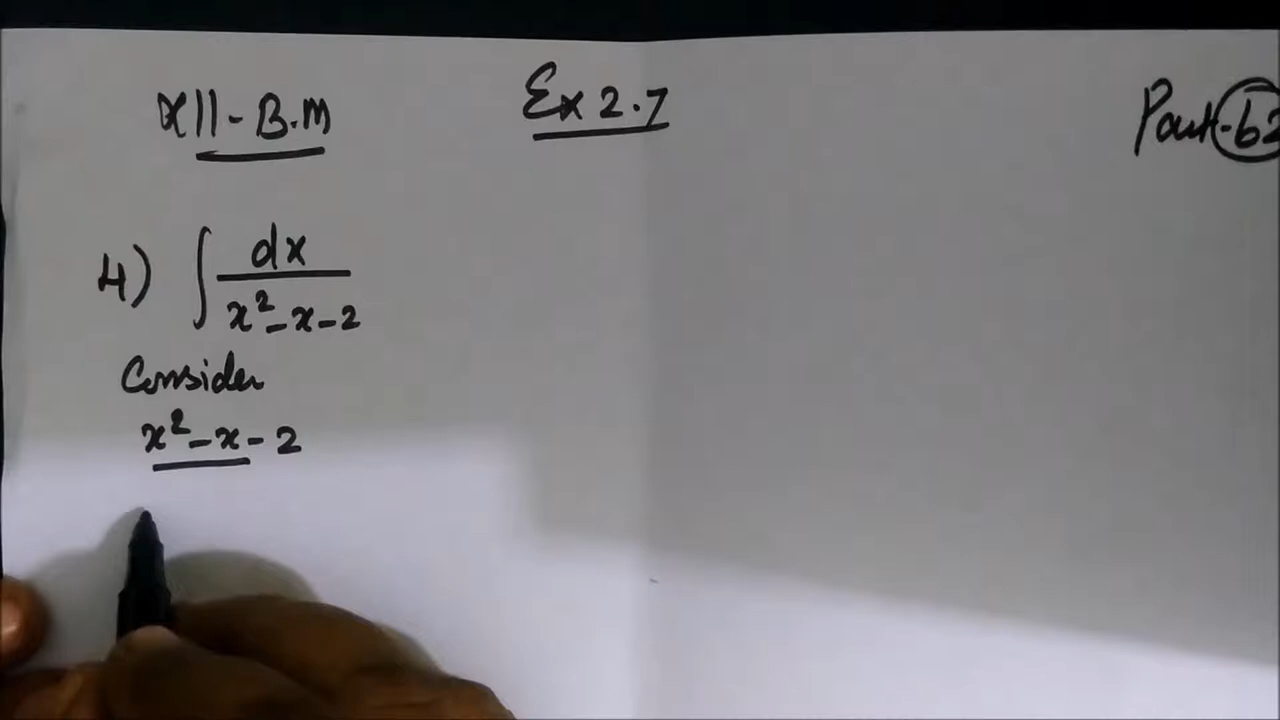 XII - B.M
Ex 2.7
Part-62
4) ∫ dx / x² - x - 2
Consider
x² - x - 2